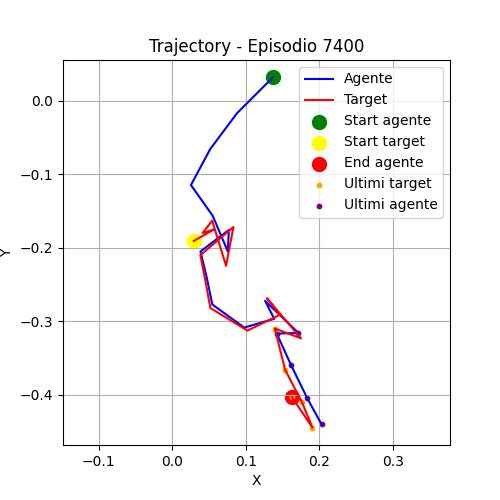 Trajectory - Episodio 7400
Agente
Target
Start agente
Start target
End agente
Ultimi target
Ultimi agente
Y
0.0
−0.1
−0.2
−0.3
−0.4
−0.1
0.0
0.1
0.2
0.3
X